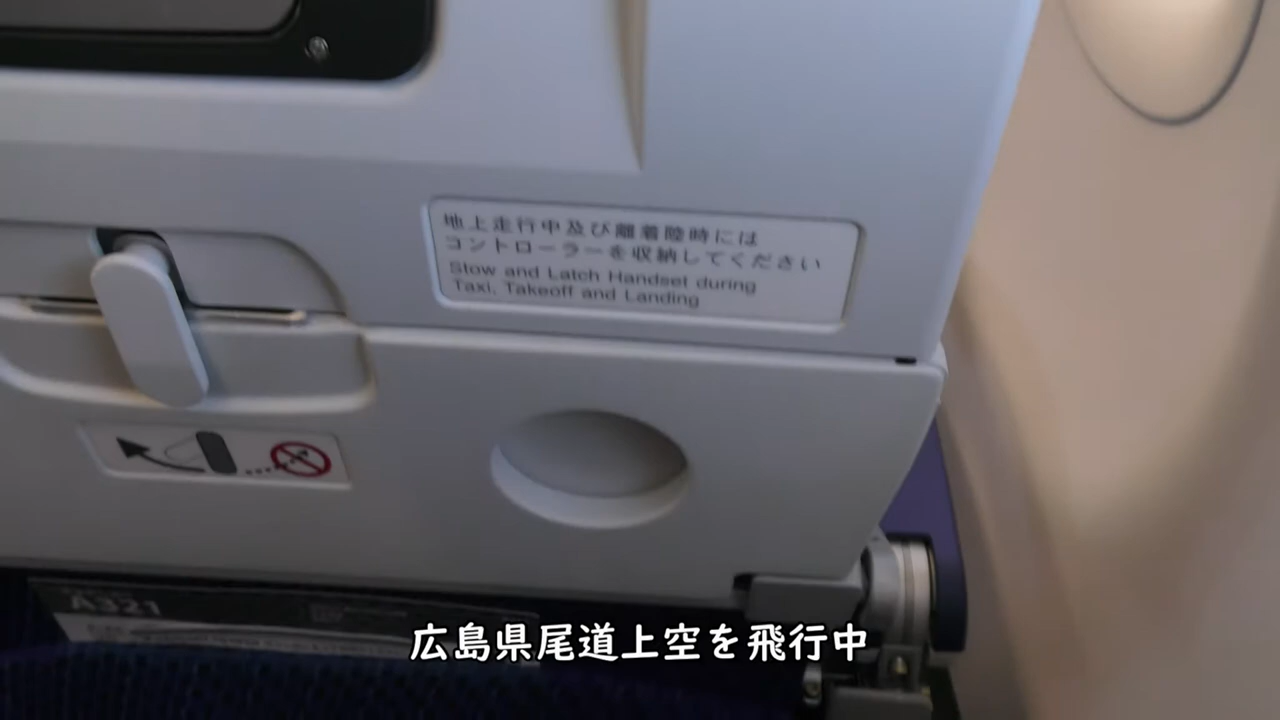 地上走行中及び離着陸時には
コントローラーを収納してください
Stow and Latch Handset during
Taxi, Takeoff and Landing
A321
広島県尾道上空を飛行中